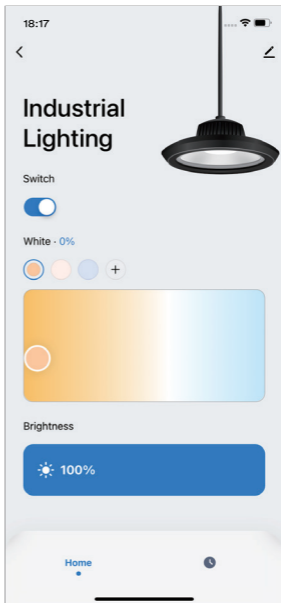 18:17
Industrial
Lighting
Switch
White · 0%
Brightness
100%
Home